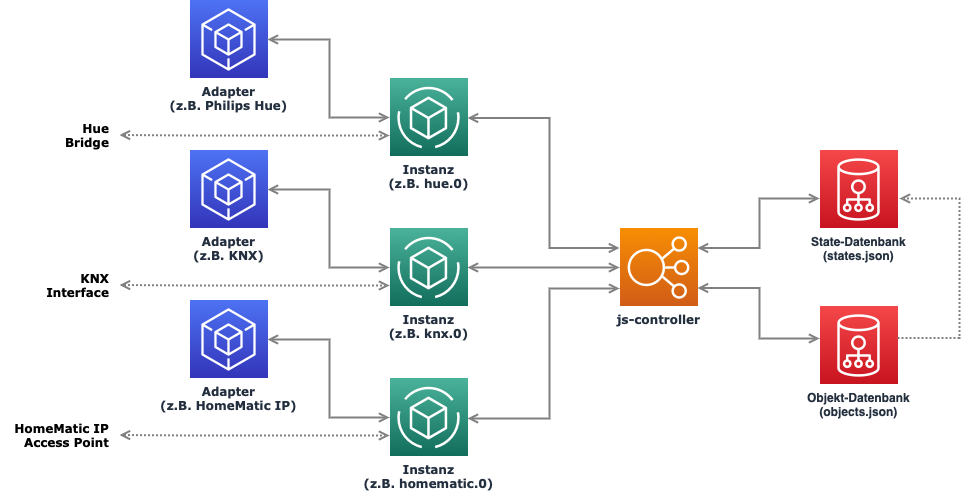 Adapter
(z.B. Philips Hue)
Hue
Bridge
Instanz
(z.B. hue.0)
Adapter
(z.B. KNX)
State-Datenbank
(states.json)
KNX
Interface
Instanz
(z.B. knx.0)
js-controller
Adapter
(z.B. HomeMatic IP)
Objekt-Datenbank
(objects.json)
HomeMatic IP
Access Point
Instanz
(z.B. homematic.0)